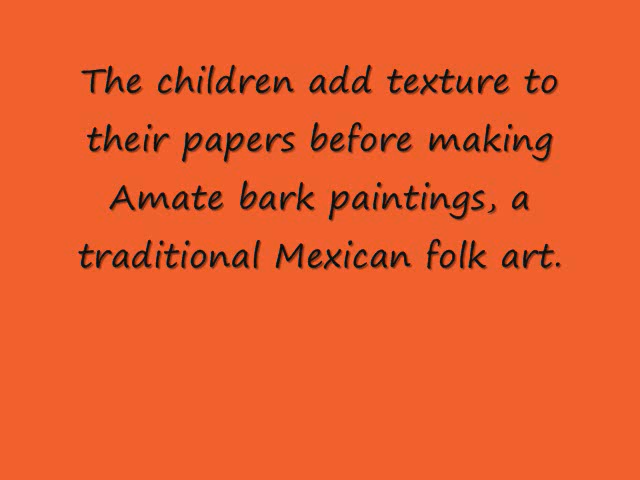 The children add texture to
their papers before making
Amate bark paintings, a
traditional Mexican folk art.